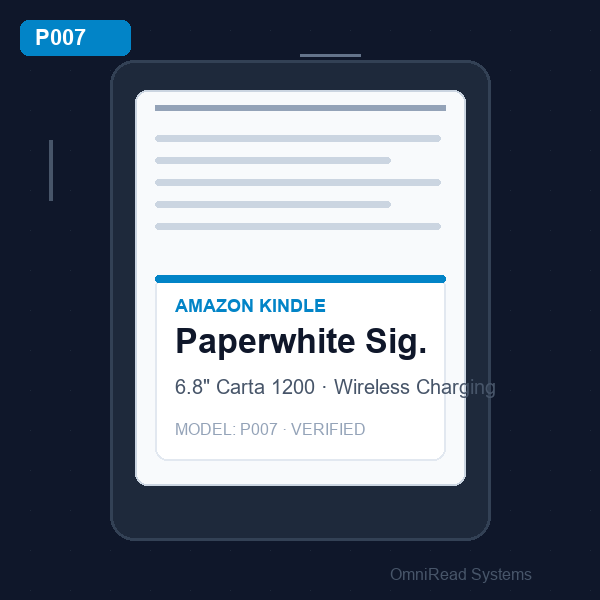 P007
AMAZON KINDLE
Paperwhite Sig.
6.8" Carta 1200 · Wireless Charging
MODEL: P007 · VERIFIED
OmniRead Systems